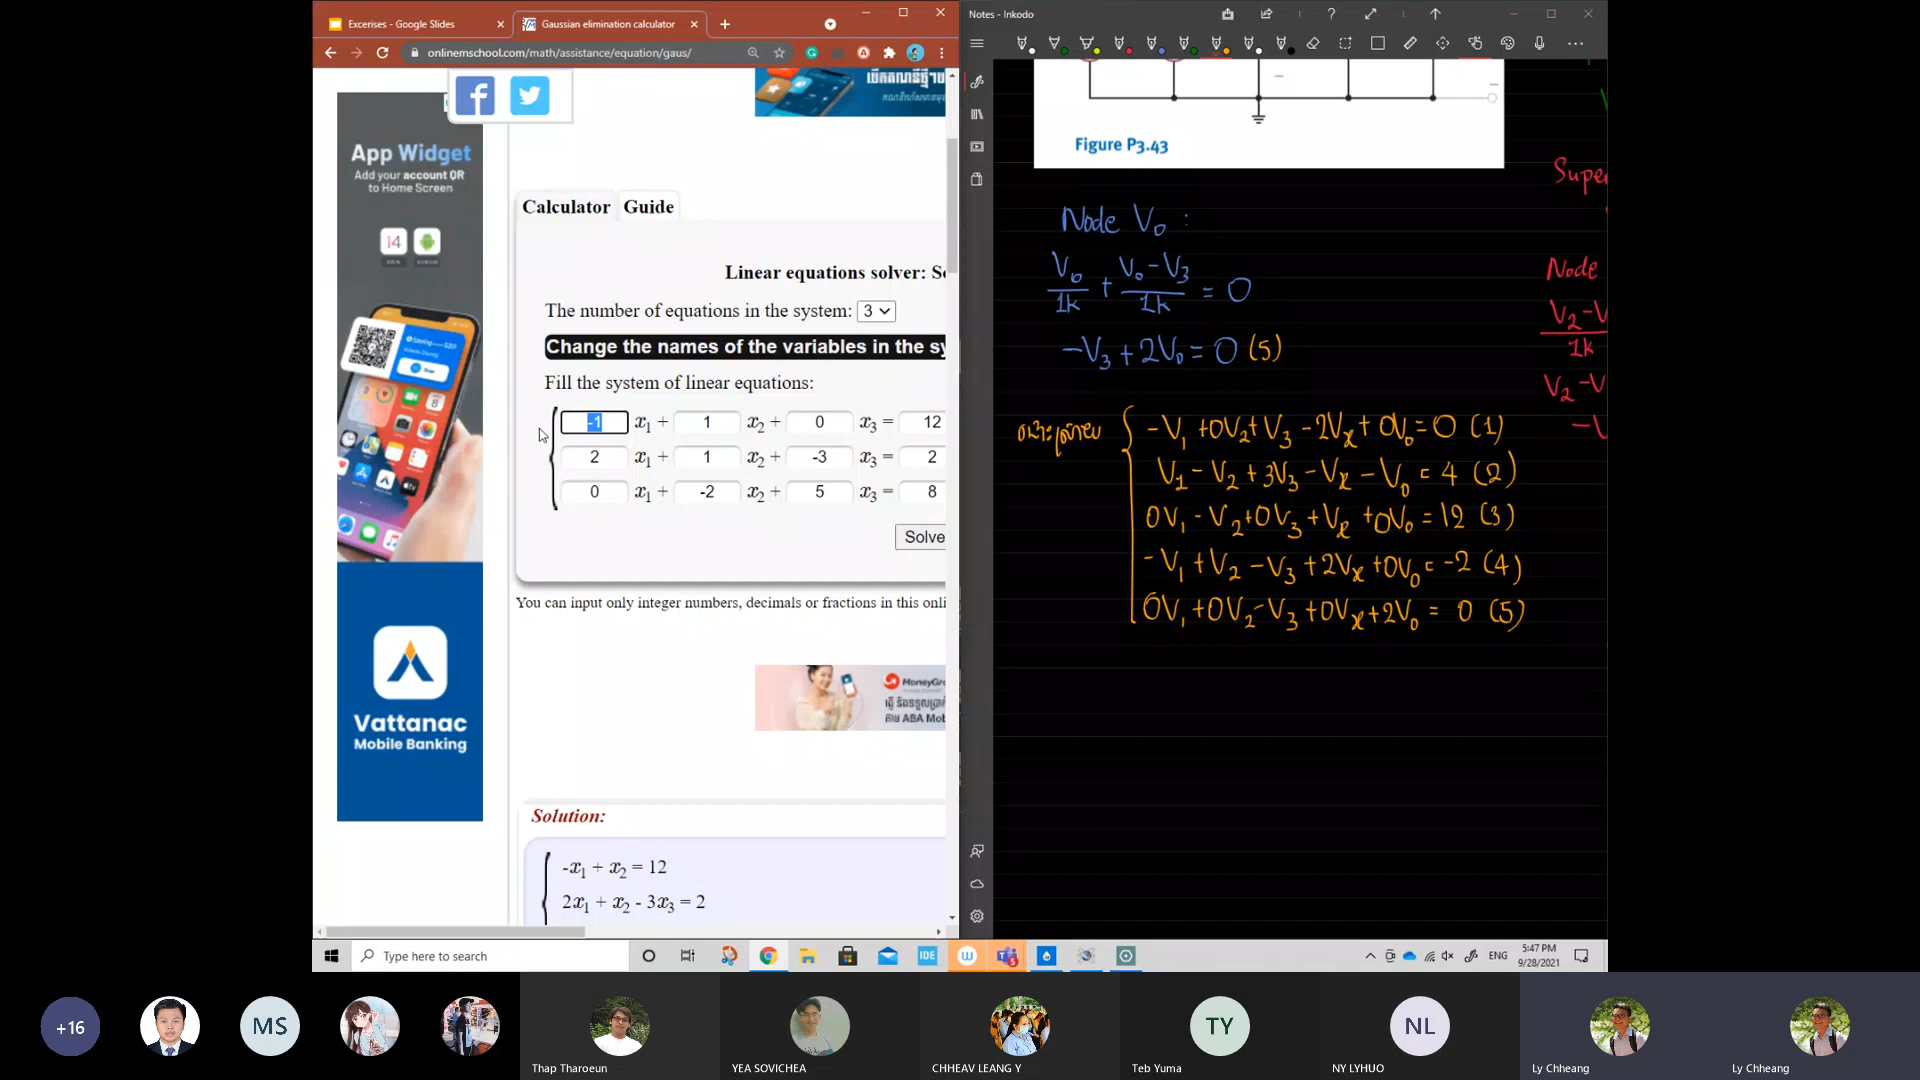 Excerises - Google Slides
Gaussian elimination calculator
onlinemschool.com/math/assistance/equation/gaus/
App Widget
Add your account QR
to Home Screen
14
Vattanac
Mobile Banking
Calculator Guide
Linear equations solver: So
The number of equations in the system: 3
Change the names of the variables in the sy
Fill the system of linear equations:
-1 x1 + 1 x2 + 0 x3 = 12
2 x1 + 1 x2 + -3 x3 = 2
0 x1 + -2 x2 + 5 x3 = 8
Solve
You can input only integer numbers, decimals or fractions in this onli
MoneyGra
Solution:
-x1 + x2 = 12
2x1 + x2 - 3x3 = 2
Notes - Inkodo
Figure P3.43
Node V0 :
V0/1k + (V0-V3)/1k = 0
-V3 + 2V0 = 0 (5)
-V1 + 0V2 + V3 - 2Vx + 0V0 = 0 (1)
V1 - V2 + 3V3 - Vx - V0 = 4 (2)
0V1 - V2 + 0V3 + Vx + 0V0 = 12 (3)
-V1 + V2 - V3 + 2Vx + 0V0 = -2 (4)
0V1 + 0V2 - V3 + 0Vx + 2V0 = 0 (5)
Super
Node
V2-V
1k
V2-V
-V
Type here to search
IDE
ENG
5:47 PM
9/28/2021
+16
MS
TY
NL
Thap Tharoeun
YEA SOVICHEA
CHHEAV LEANG Y
Teb Yuma
NY LYHUO
Ly Chheang
Ly Chheang